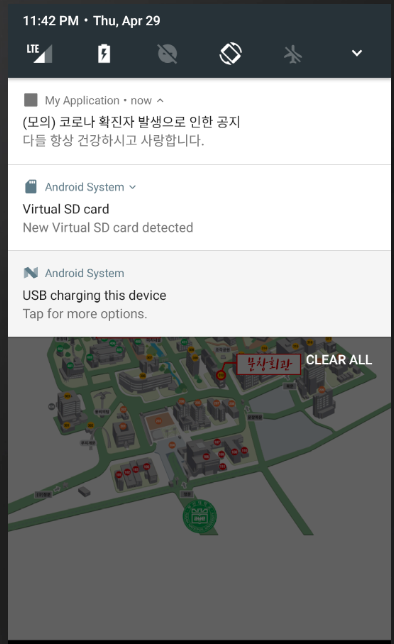 11:42 PM • Thu, Apr 29
LTE
My Application • now
(모의) 코로나 확진자 발생으로 인한 공지
다들 항상 건강하시고 사랑합니다.
Android System
Virtual SD card
New Virtual SD card detected
Android System
USB charging this device
Tap for more options.
문창회관
CLEAR ALL